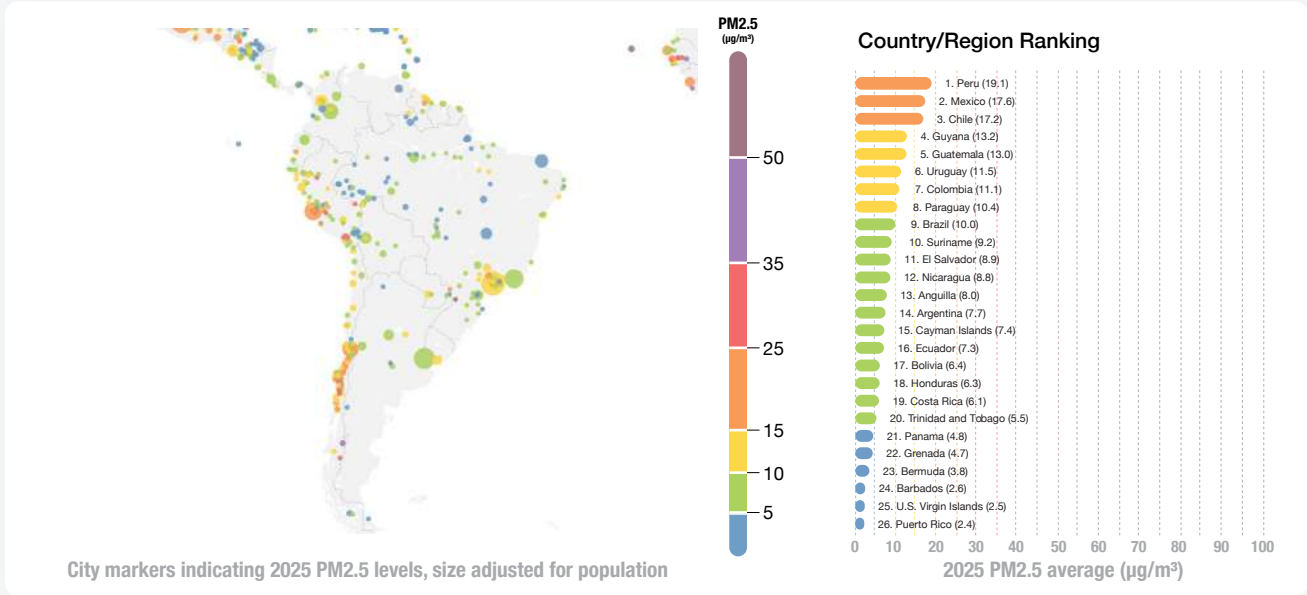 PM2.5
(µg/m³)
50
35
25
15
10
5
City markers indicating 2025 PM2.5 levels, size adjusted for population
Country/Region Ranking
1. Peru (19.1)
2. Mexico (17.6)
3. Chile (17.2)
4. Guyana (13.2)
5. Guatemala (13.0)
6. Uruguay (11.5)
7. Colombia (11.1)
8. Paraguay (10.4)
9. Brazil (10.0)
10. Suriname (9.2)
11. El Salvador (8.9)
12. Nicaragua (8.8)
13. Anguilla (8.0)
14. Argentina (7.7)
15. Cayman Islands (7.4)
16. Ecuador (7.3)
17. Bolivia (6.4)
18. Honduras (6.3)
19. Costa Rica (6.1)
20. Trinidad and Tobago (5.5)
21. Panama (4.8)
22. Grenada (4.7)
23. Bermuda (3.8)
24. Barbados (2.6)
25. U.S. Virgin Islands (2.5)
26. Puerto Rico (2.4)
0 10 20 30 40 50 60 70 80 90 100
2025 PM2.5 average (µg/m³)